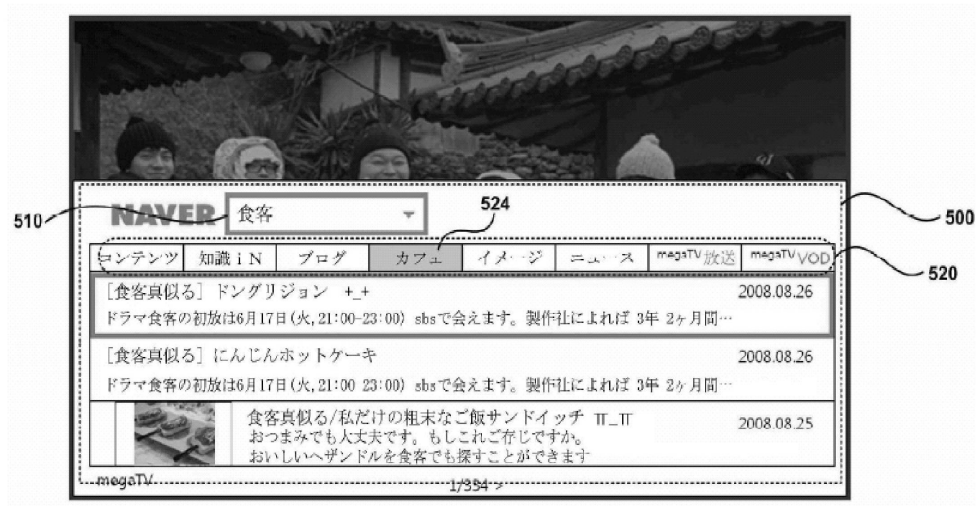 510
NAVER 食客
524
500
コンテンツ 知識iN ブログ カフェ イメージ ニュース megaTV放送 megaTVVOD
520
[食客真似る] ドングリジョン +_+ 2008.08.26
ドラマ食客の初放は6月17日(火,21:00-23:00) sbsで会えます。製作社によれば 3年 2ヶ月間…
[食客真似る] にんじんホットケーキ 2008.08.26
ドラマ食客の初放は6月17日(火,21:00 23:00) sbsで会えます。製作社によれば 3年 2ヶ月間…
食客真似る/私だけの粗末なご飯サンドイッチ ㅠ_ㅠ 2008.08.25
おつまみでも大丈夫です。もしこれご存じですか。
おいしいヘザンドルを食客でも探すことができます
megaTV 1/334 >